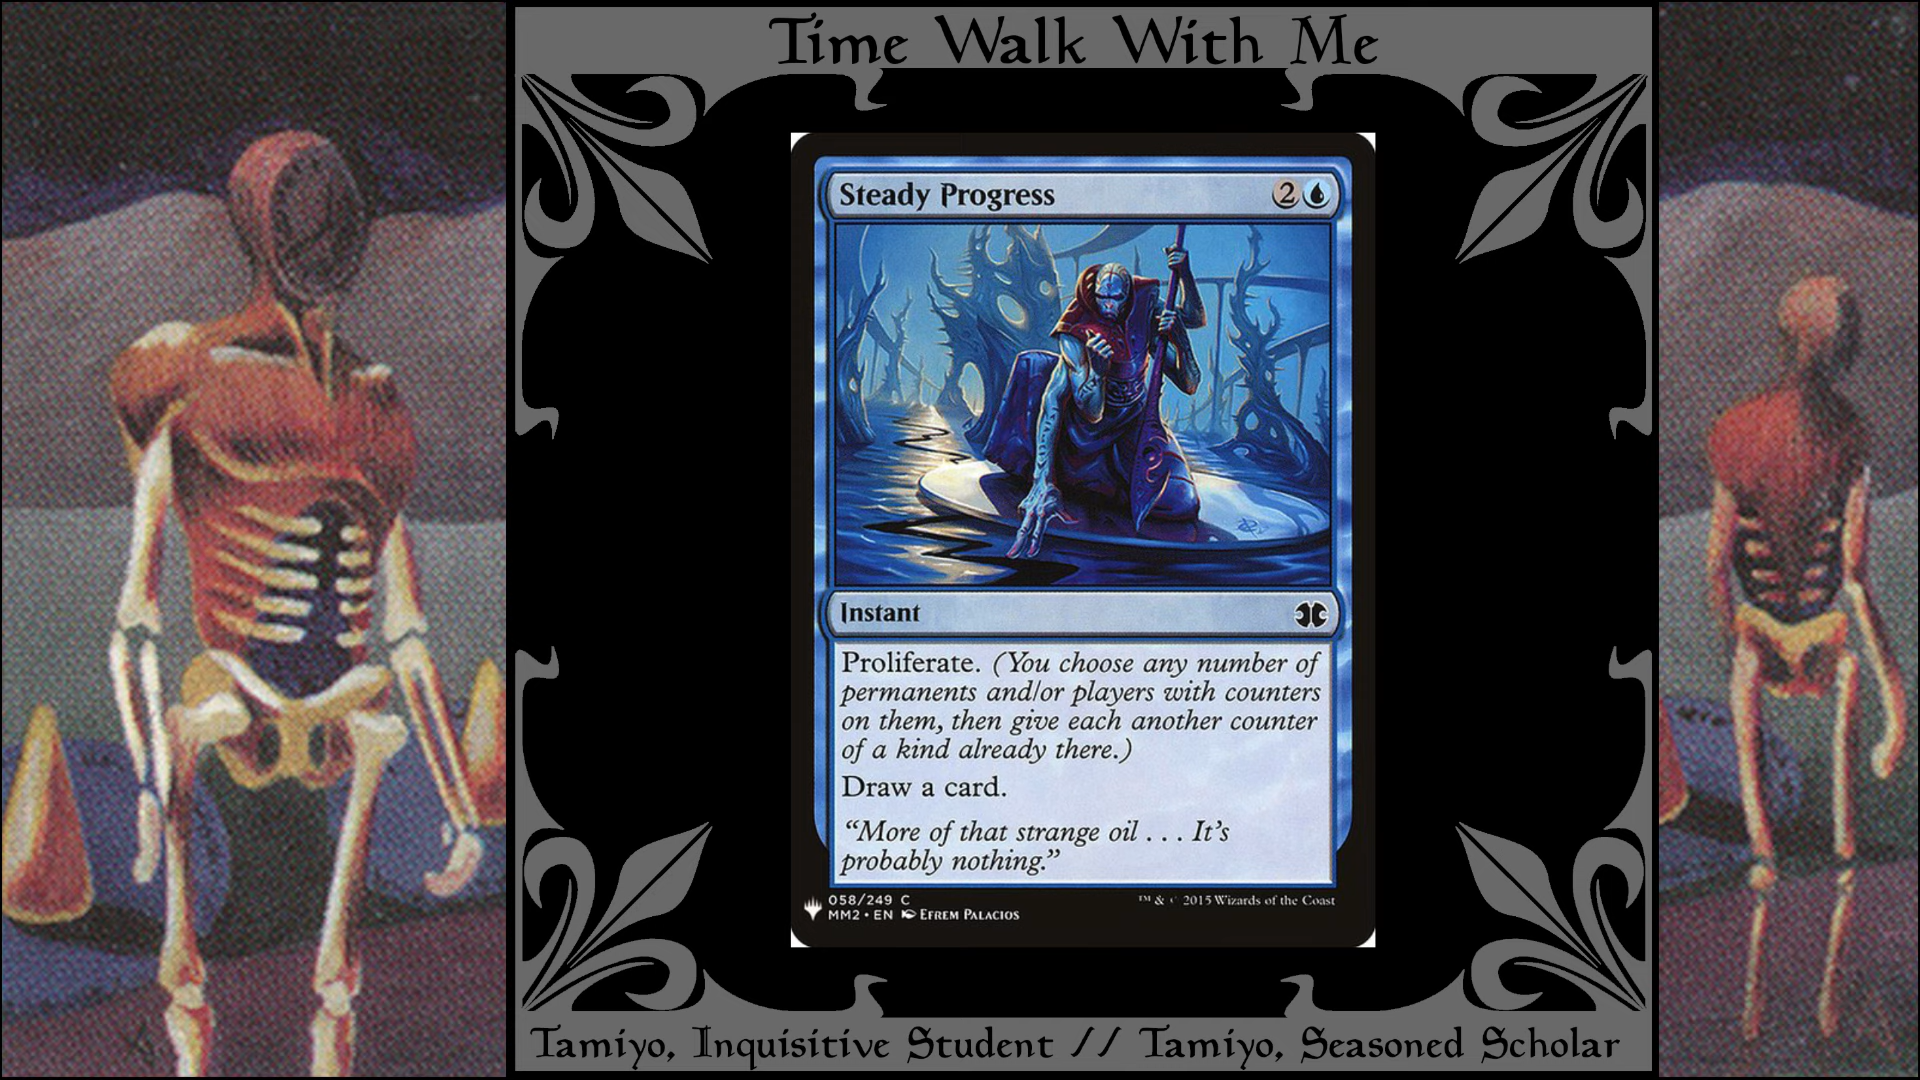 Time Walk With Me
Steady Progress
2
Instant
Proliferate. (You choose any number of
permanents and/or players with counters
on them, then give each another counter
of a kind already there.)
Draw a card.
“More of that strange oil . . . It’s
probably nothing.”
058/249 C
MM2 • EN Efrem Palacios
™ & © 2015 Wizards of the Coast
Tamiyo, Inquisitive Student // Tamiyo, Seasoned Scholar